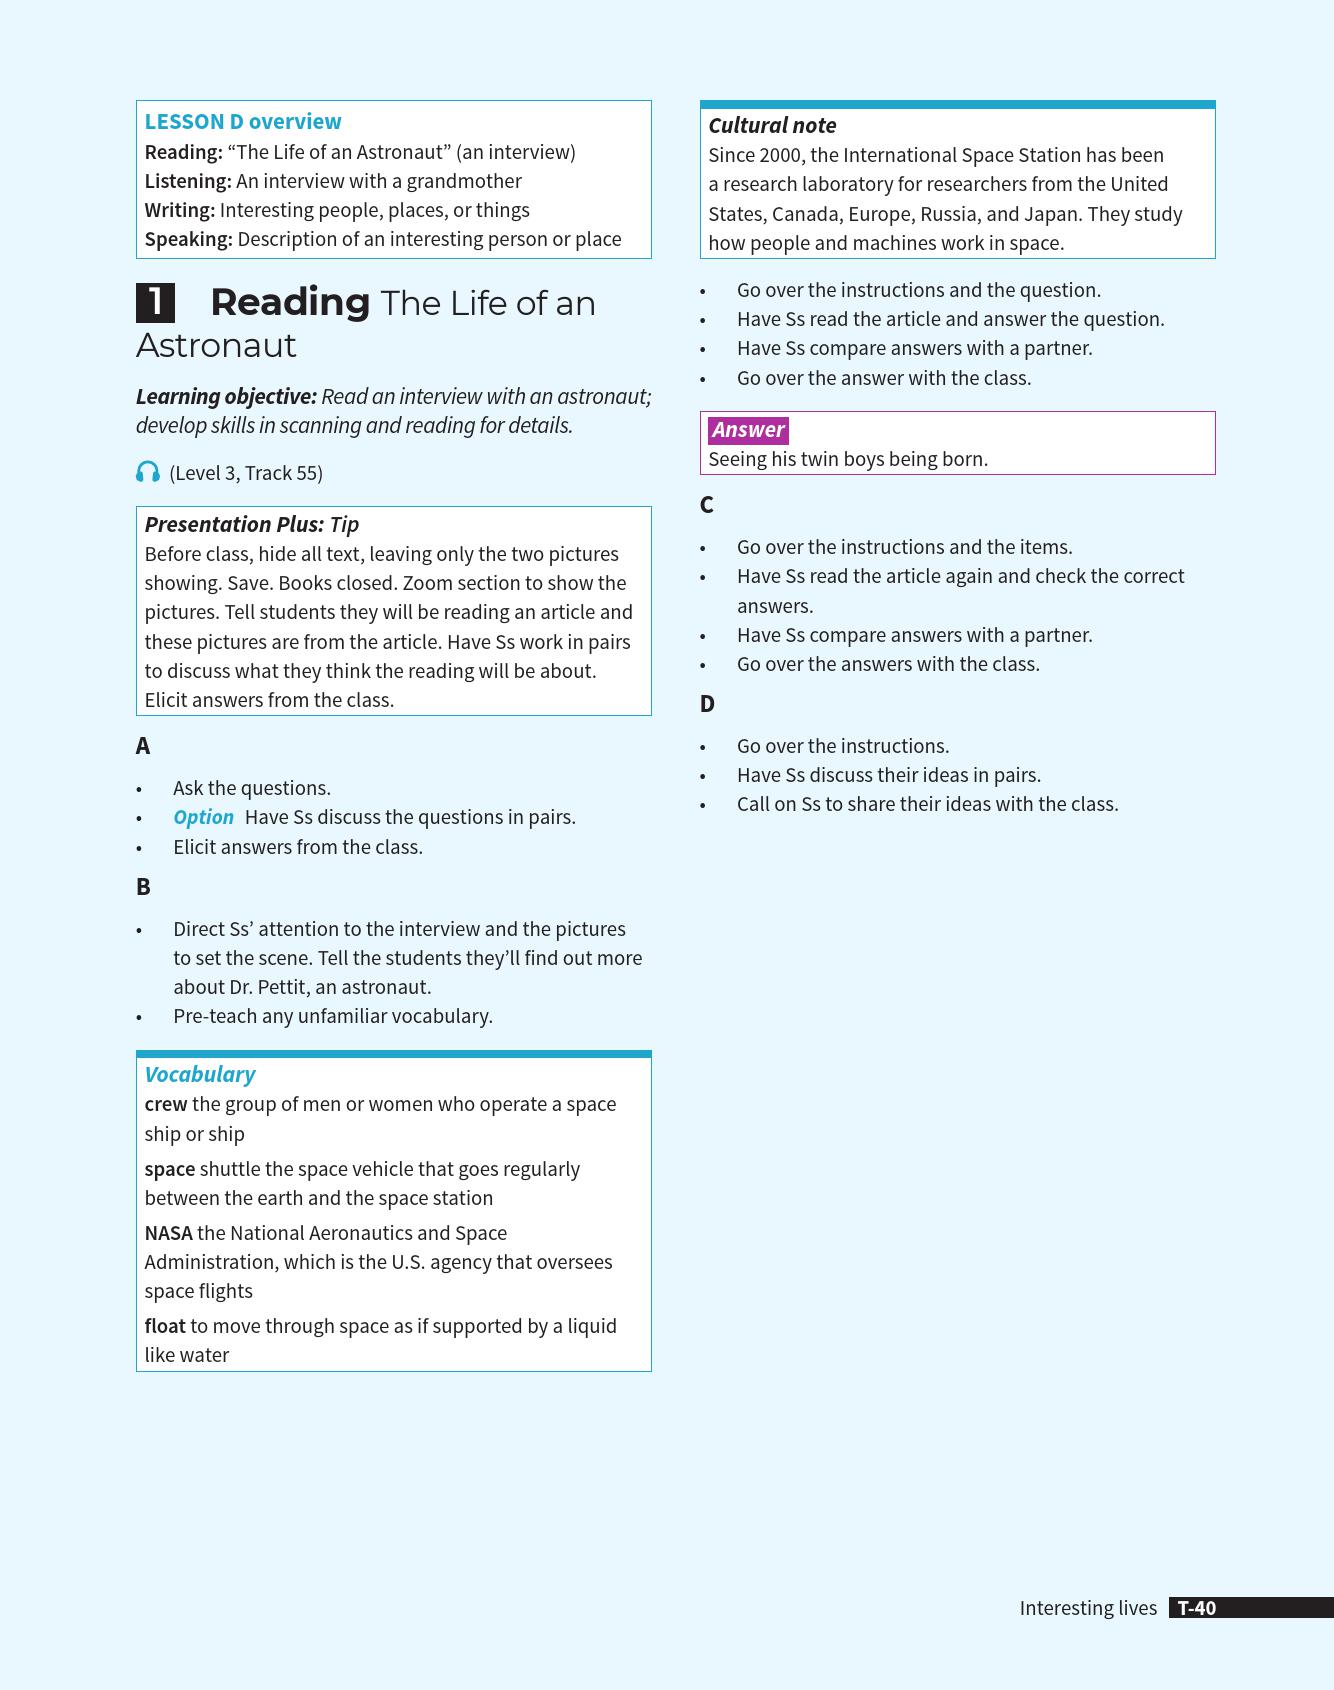 LESSON D overview
Reading: “The Life of an Astronaut” (an interview)
Listening: An interview with a grandmother
Writing: Interesting people, places, or things
Speaking: Description of an interesting person or place
1 Reading The Life of an
Astronaut
Learning objective: Read an interview with an astronaut;
develop skills in scanning and reading for details.
(Level 3, Track 55)
Presentation Plus: Tip
Before class, hide all text, leaving only the two pictures
showing. Save. Books closed. Zoom section to show the
pictures. Tell students they will be reading an article and
these pictures are from the article. Have Ss work in pairs
to discuss what they think the reading will be about.
Elicit answers from the class.
A
• Ask the questions.
• Option Have Ss discuss the questions in pairs.
• Elicit answers from the class.
B
• Direct Ss’ attention to the interview and the pictures
to set the scene. Tell the students they’ll find out more
about Dr. Pettit, an astronaut.
• Pre-teach any unfamiliar vocabulary.
Vocabulary
crew the group of men or women who operate a space
ship or ship
space shuttle the space vehicle that goes regularly
between the earth and the space station
NASA the National Aeronautics and Space
Administration, which is the U.S. agency that oversees
space flights
float to move through space as if supported by a liquid
like water
Cultural note
Since 2000, the International Space Station has been
a research laboratory for researchers from the United
States, Canada, Europe, Russia, and Japan. They study
how people and machines work in space.
• Go over the instructions and the question.
• Have Ss read the article and answer the question.
• Have Ss compare answers with a partner.
• Go over the answer with the class.
Answer
Seeing his twin boys being born.
C
• Go over the instructions and the items.
• Have Ss read the article again and check the correct
answers.
• Have Ss compare answers with a partner.
• Go over the answers with the class.
D
• Go over the instructions.
• Have Ss discuss their ideas in pairs.
• Call on Ss to share their ideas with the class.
Interesting lives T-40